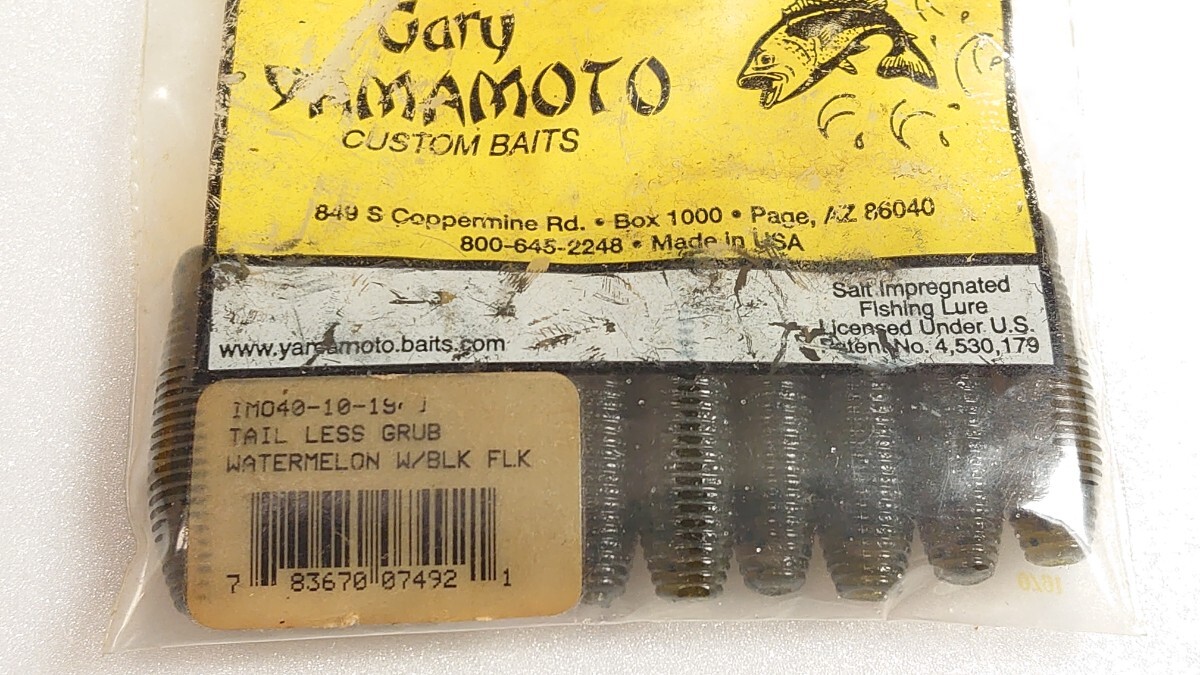 Gary
YAMAMOTO
CUSTOM BAITS
849 S Coppermine Rd. • Box 1000 • Page, AZ 86040
800-645-2248 • Made in USA
Salt Impregnated
Fishing Lure
Licensed Under U.S.
Patent No. 4,530,179
www.yamamoto.baits.com
TAIL LESS GRUB
WATERMELON W/BLK FLK
7 83670 07492 1